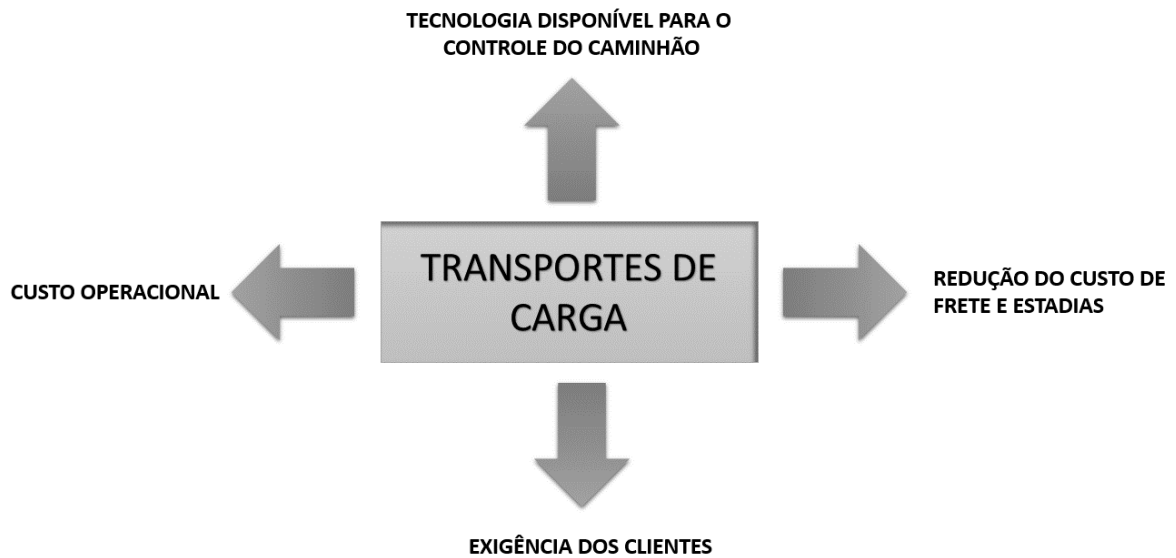 TECNOLOGIA DISPONÍVEL PARA O
CONTROLE DO CAMINHÃO
TRANSPORTES DE
CARGA
CUSTO OPERACIONAL
REDUÇÃO DO CUSTO DE
FRETE E ESTADIAS
EXIGÊNCIA DOS CLIENTES